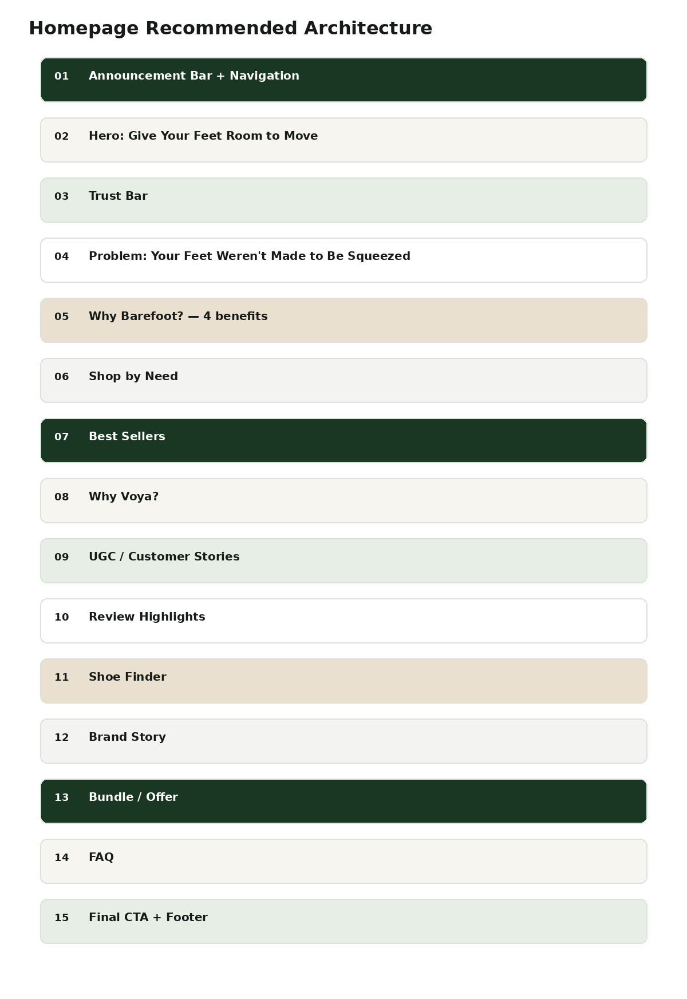 Homepage Recommended Architecture
01 Announcement Bar + Navigation
02 Hero: Give Your Feet Room to Move
03 Trust Bar
04 Problem: Your Feet Weren't Made to Be Squeezed
05 Why Barefoot? — 4 benefits
06 Shop by Need
07 Best Sellers
08 Why Voya?
09 UGC / Customer Stories
10 Review Highlights
11 Shoe Finder
12 Brand Story
13 Bundle / Offer
14 FAQ
15 Final CTA + Footer